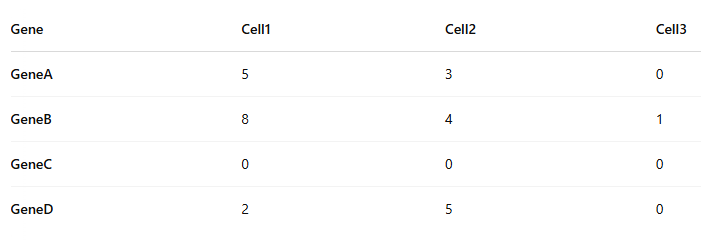 Gene Cell1 Cell2 Cell3
GeneA 5 3 0
GeneB 8 4 1
GeneC 0 0 0
GeneD 2 5 0